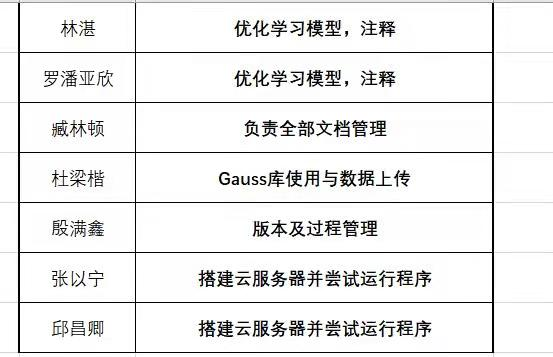 林湛 优化学习模型，注释
罗潘亚欣 优化学习模型，注释
臧林顿 负责全部文档管理
杜梁楷 Gauss库使用与数据上传
殷满鑫 版本及过程管理
张以宁 搭建云服务器并尝试运行程序
邱昌卿 搭建云服务器并尝试运行程序